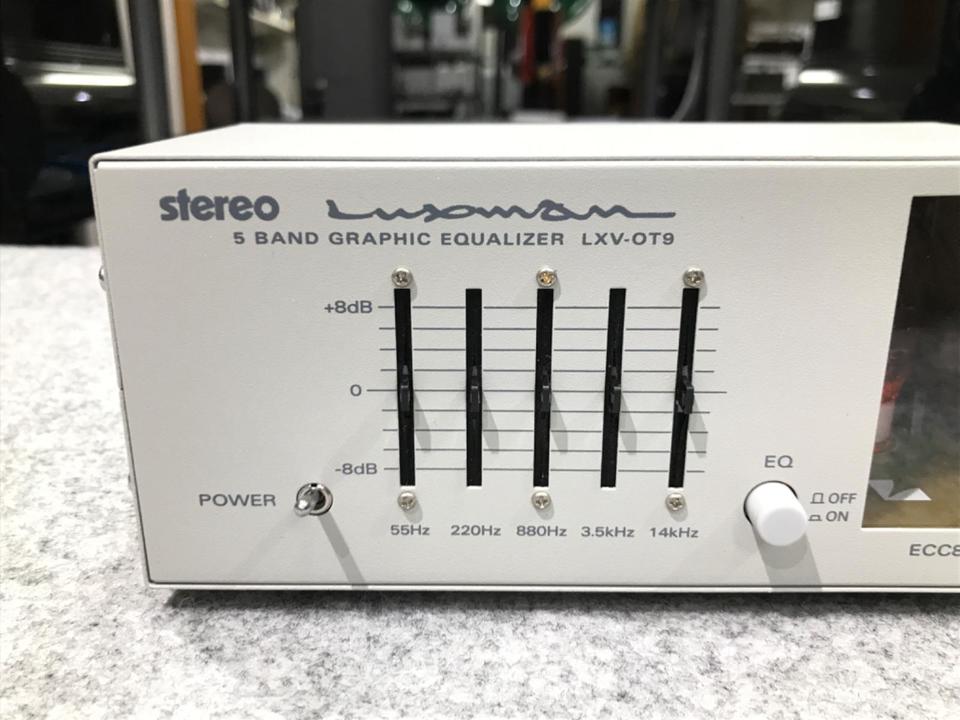 stereo Luxman
5 BAND GRAPHIC EQUALIZER LXV-OT9
+8dB
0
-8dB
POWER
55Hz 220Hz 880Hz 3.5kHz 14kHz
EQ
OFF
ON
ECC8